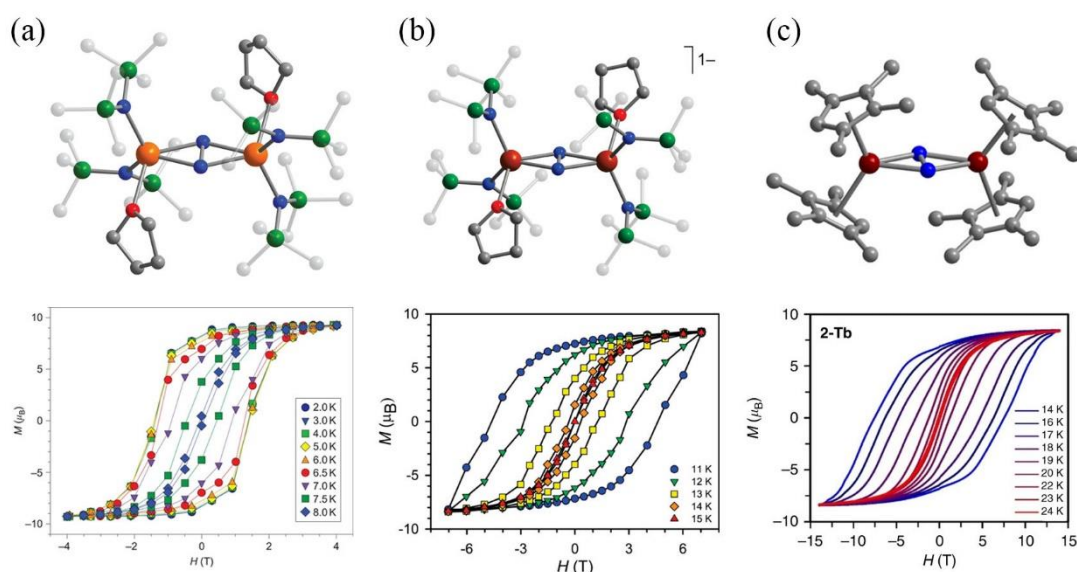 (a)
(b)
(c)
1–
10
5
0
−5
−10
M (μB)
−4
−2
0
2
4
H (T)
2.0 K
3.0 K
4.0 K
5.0 K
6.0 K
6.5 K
7.0 K
7.5 K
8.0 K
10
5
0
−5
−10
M (μB)
−6
−3
0
3
6
H (T)
11 K
12 K
13 K
14 K
15 K
2-Tb
10
5
0
−5
−10
M (μB)
−15
−10
−5
0
5
10
15
H (T)
14 K
16 K
17 K
18 K
19 K
20 K
22 K
23 K
24 K